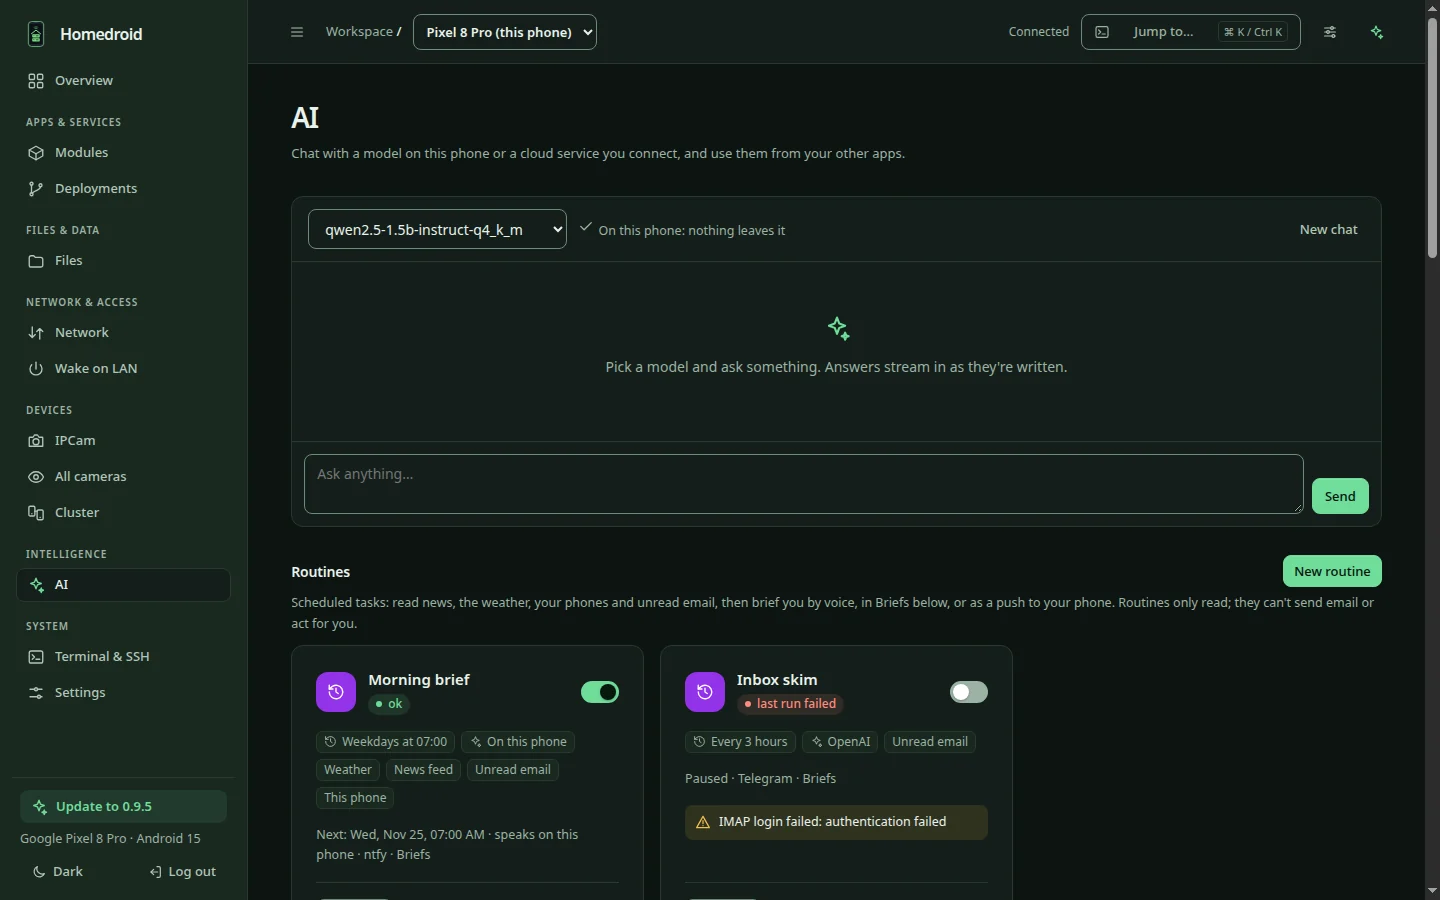 Homedroid
Overview
APPS & SERVICES
Modules
Deployments
FILES & DATA
Files
NETWORK & ACCESS
Network
Wake on LAN
DEVICES
IPCam
All cameras
Cluster
INTELLIGENCE
AI
SYSTEM
Terminal & SSH
Settings
Update to 0.9.5
Google Pixel 8 Pro · Android 15
Dark
Log out
Workspace /
Pixel 8 Pro (this phone)
Connected
Jump to...
⌘ K / Ctrl K
AI
Chat with a model on this phone or a cloud service you connect, and use them from your other apps.
qwen2.5-1.5b-instruct-q4_k_m
On this phone: nothing leaves it
New chat
Pick a model and ask something. Answers stream in as they're written.
Ask anything...
Send
Routines
New routine
Scheduled tasks: read news, the weather, your phones and unread email, then brief you by voice, in Briefs below, or as a push to your phone. Routines only read; they can't send email or
act for you.
Morning brief
ok
Weekdays at 07:00
On this phone
Weather
News feed
Unread email
This phone
Next: Wed, Nov 25, 07:00 AM · speaks on this
phone · ntfy · Briefs
Inbox skim
last run failed
Every 3 hours
OpenAI
Unread email
Paused · Telegram · Briefs
IMAP login failed: authentication failed